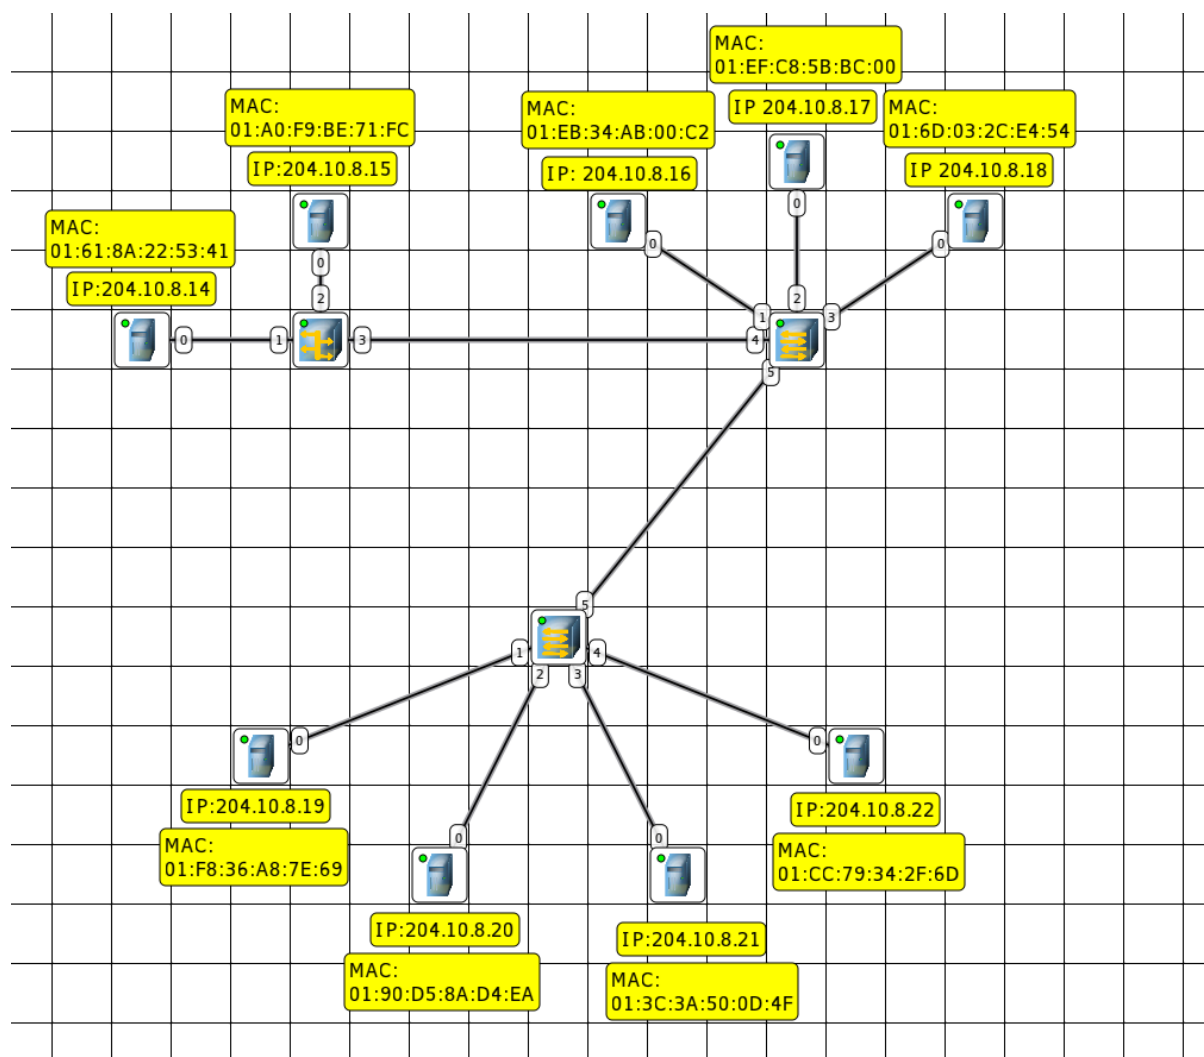 MAC:
01:EF:C8:5B:BC:00
IP 204.10.8.17
MAC:
01:A0:F9:BE:71:FC
IP:204.10.8.15
MAC:
01:EB:34:AB:00:C2
IP: 204.10.8.16
MAC:
01:6D:03:2C:E4:54
IP 204.10.8.18
MAC:
01:61:8A:22:53:41
IP:204.10.8.14
0
0
0
0
2
2
1
3
0
1
3
4
5
5
1
4
2
3
0
0
0
0
IP:204.10.8.19
MAC:
01:F8:36:A8:7E:69
IP:204.10.8.22
MAC:
01:CC:79:34:2F:6D
IP:204.10.8.20
MAC:
01:90:D5:8A:D4:EA
IP:204.10.8.21
MAC:
01:3C:3A:50:0D:4F